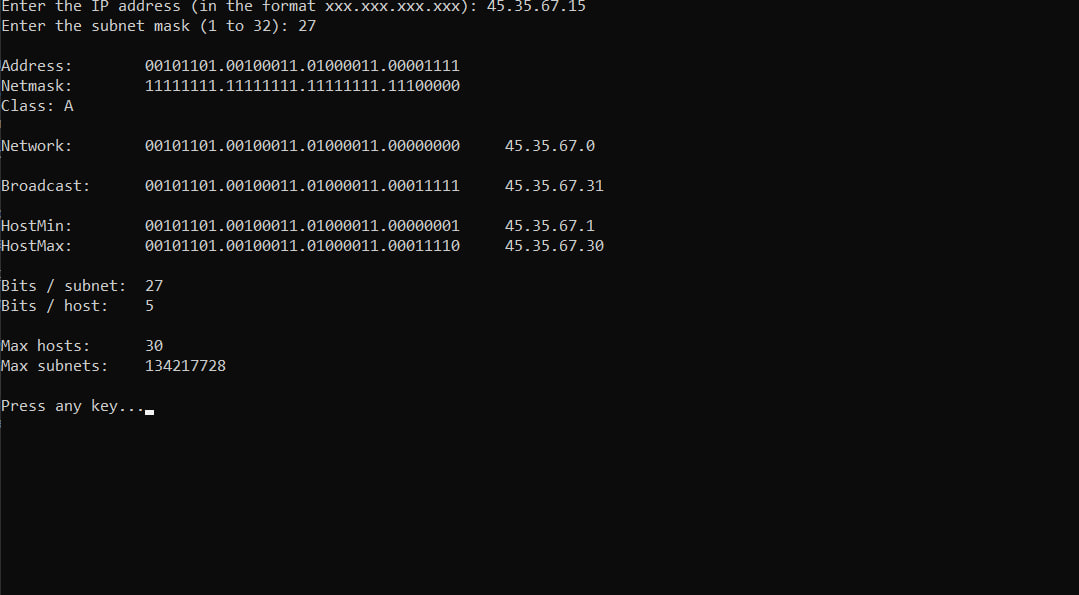 Enter the IP address (in the format xxx.xxx.xxx.xxx): 45.35.67.15
Enter the subnet mask (1 to 32): 27
Address: 00101101.00100011.01000011.00001111
Netmask: 11111111.11111111.11111111.11100000
Class: A
Network: 00101101.00100011.01000011.00000000 45.35.67.0
Broadcast: 00101101.00100011.01000011.00011111 45.35.67.31
HostMin: 00101101.00100011.01000011.00000001 45.35.67.1
HostMax: 00101101.00100011.01000011.00011110 45.35.67.30
Bits / subnet: 27
Bits / host: 5
Max hosts: 30
Max subnets: 134217728
Press any key...